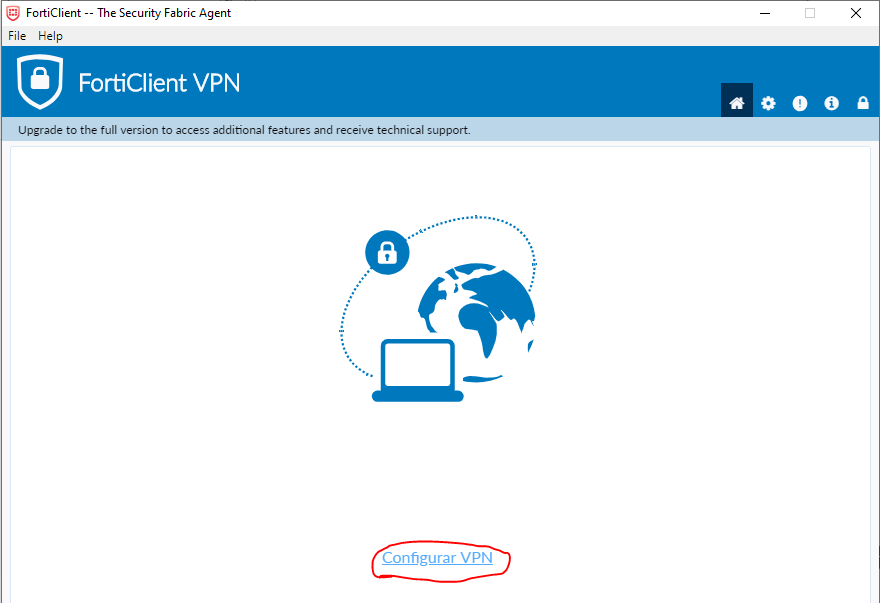 FortiClient -- The Security Fabric Agent
File Help
FortiClient VPN
Upgrade to the full version to access additional features and receive technical support.
Configurar VPN